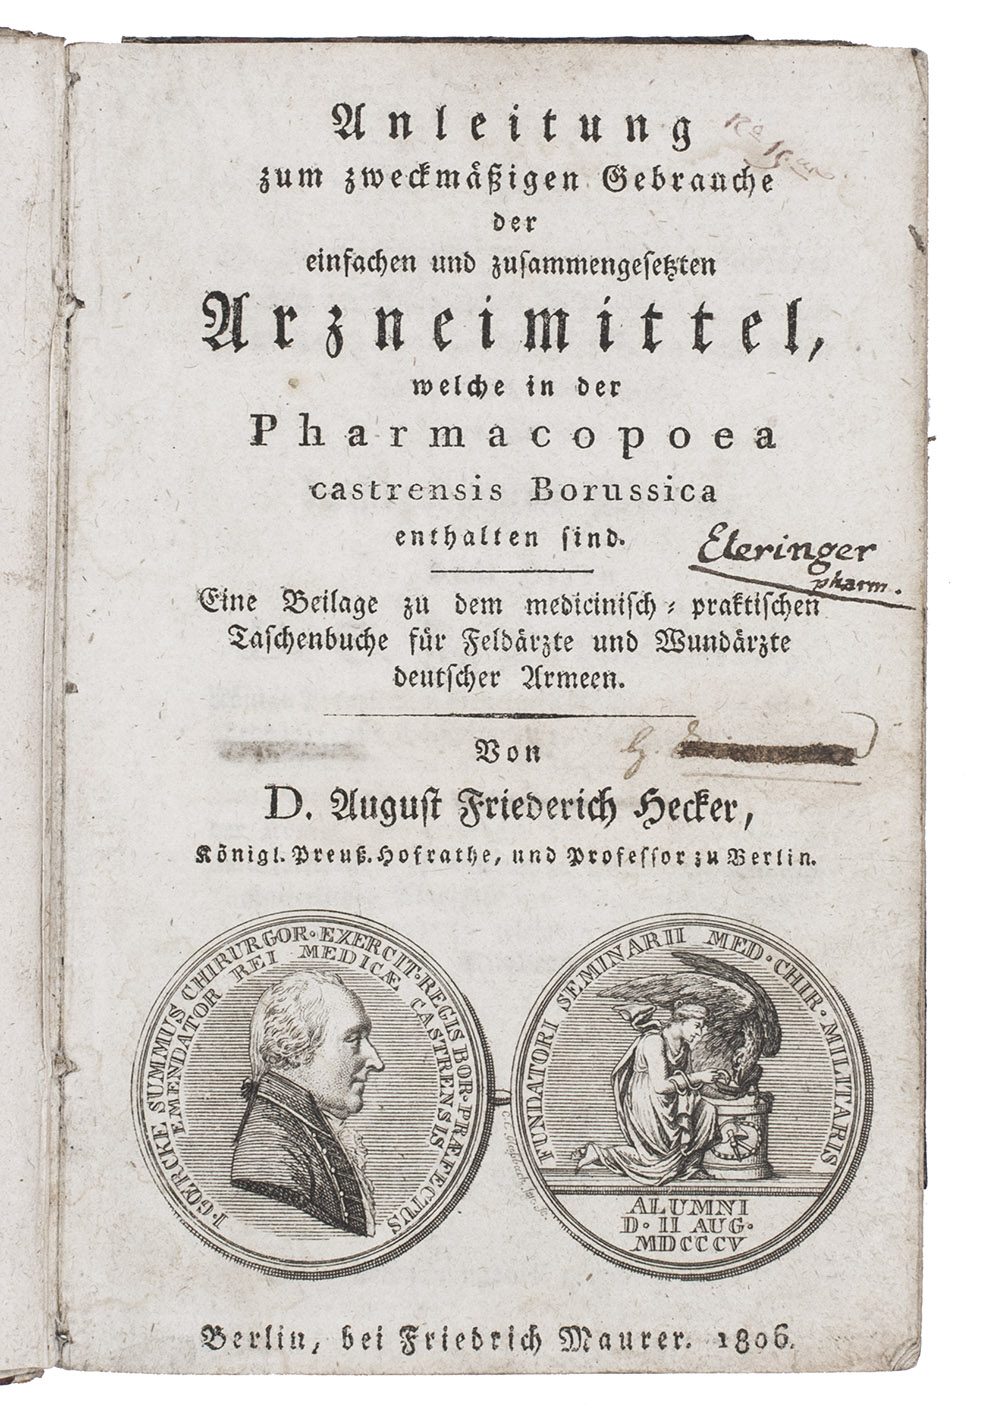 Anleitung
zum zweckmäßigen Gebrauche
der
einfachen und zusammengesetzten
Arzneimittel,
welche in der
Pharmacopoea
castrensis Borussica
enthalten sind.
Eleringer
pharm.
Eine Beilage zu dem medicinisch-praktischen
Taschenbuche für Feldärzte und Wundärzte
deutscher Armeen.
Von
D. August Friederich Hecker,
Königl. Preuß. Hofrathe, und Professor zu Berlin.
I·GŒRCKE SUMMUS CHIRURGOR·EXERCIT·REGIS BOR·PRÆFECTUS
EMENDATOR REI MEDICÆ CASTRENSIS
FUNDATORI SEMINARII MED·CHIR·MILITARIS
ALUMNI
D·II AUG·
MDCCCV
Berlin, bei Friedrich Maurer. 1806.